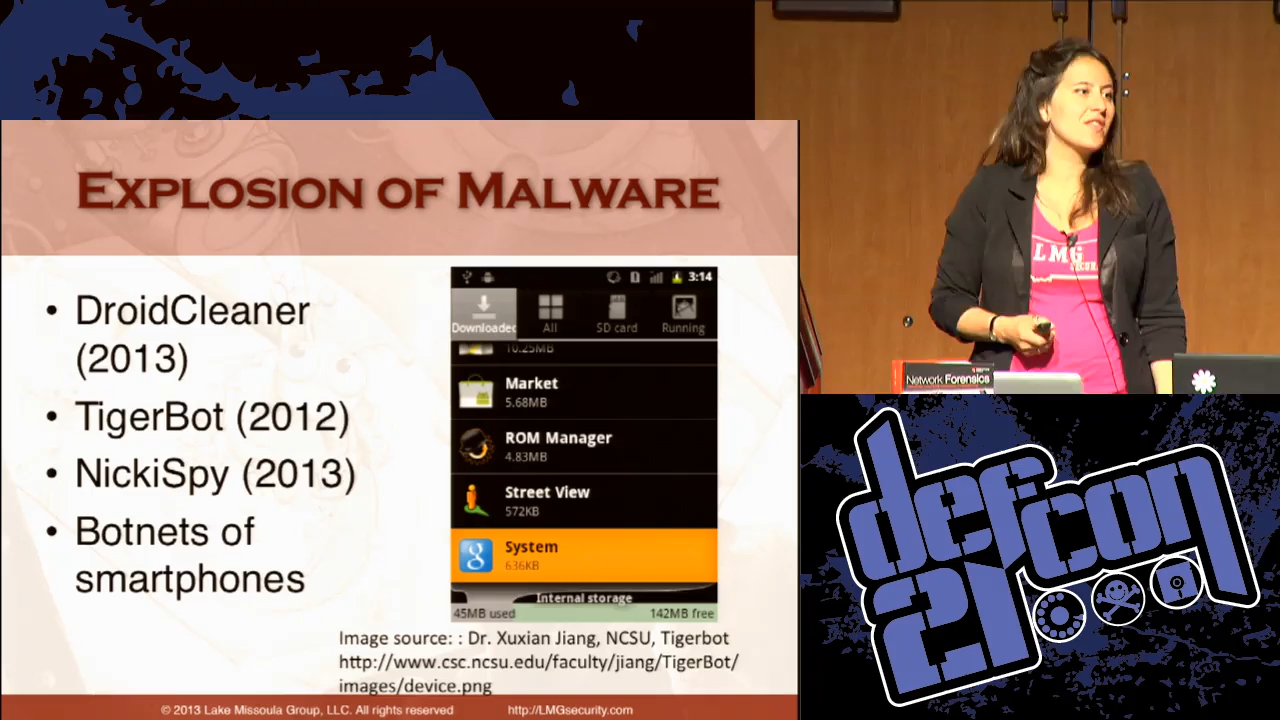 EXPLOSION OF MALWARE
• DroidCleaner
(2013)
• TigerBot (2012)
• NickiSpy (2013)
• Botnets of
smartphones
3:14
Downloaded
All
SD card
Running
10.25MB
Market
5.68MB
ROM Manager
4.83MB
Street View
572KB
System
636KB
Internal storage
45MB used
142MB free
Image source: : Dr. Xuxian Jiang, NCSU, Tigerbot
http://www.csc.ncsu.edu/faculty/jiang/TigerBot/
images/device.png
© 2013 Lake Missoula Group, LLC. All rights reserved
http://LMGsecurity.com
LMG
Network Forensics
defcon
21